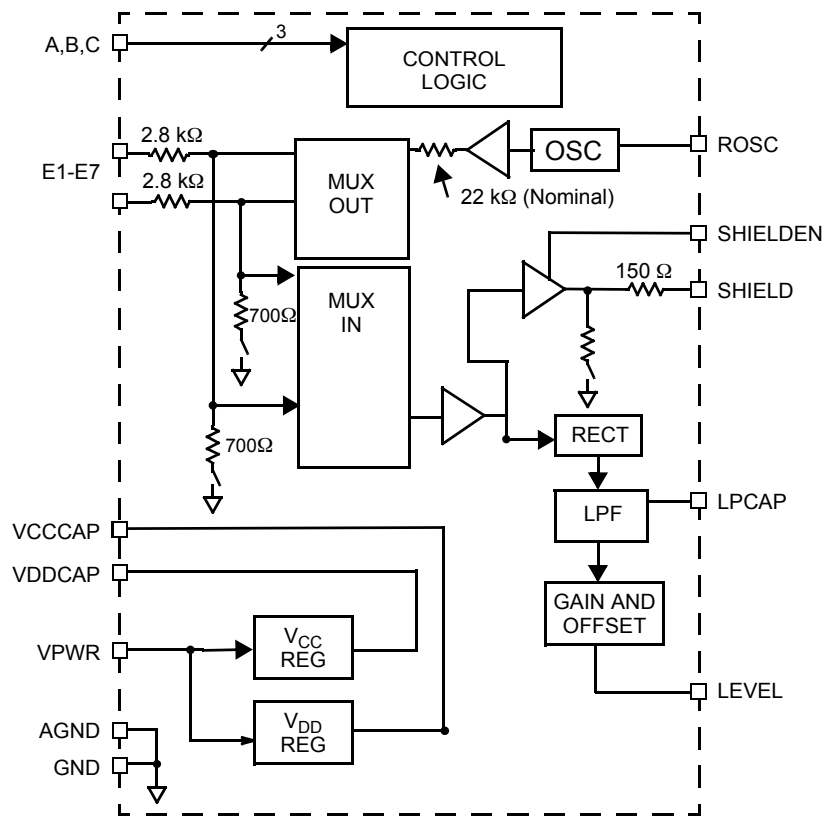 A,B,C
3
CONTROL
LOGIC
2.8 kΩ
E1-E7
2.8 kΩ
MUX
OUT
OSC
ROSC
22 kΩ (Nominal)
SHIELDEN
150 Ω
SHIELD
700Ω
MUX
IN
700Ω
RECT
LPF
LPCAP
VCCCAP
VDDCAP
GAIN AND
OFFSET
VPWR
VCC
REG
LEVEL
VDD
REG
AGND
GND